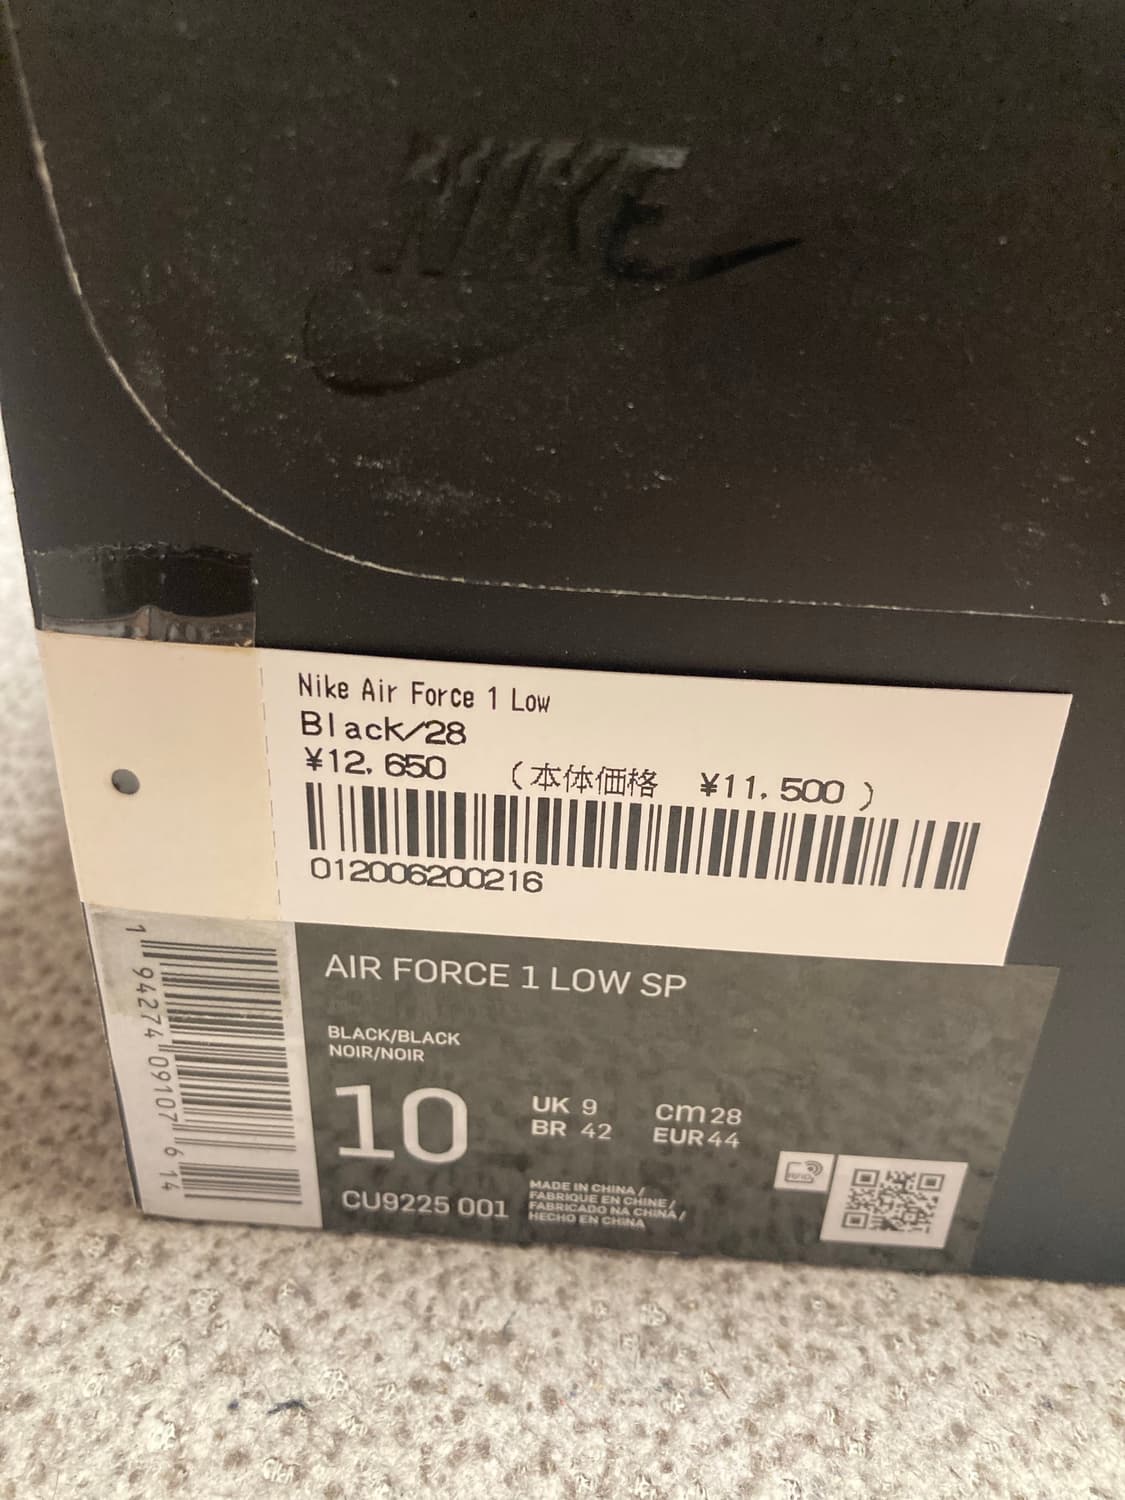 NIKE
Nike Air Force 1 Low
Black/28
¥12,650 (本体価格 ¥11,500)
012006200216
1 94274 09107 6 14
AIR FORCE 1 LOW SP
BLACK/BLACK
NOIR/NOIR
10
UK 9 cm 28
BR 42 EUR 44
CU9225 001
MADE IN CHINA /
FABRIQUE EN CHINE /
FABRICADO NA CHINA /
HECHO EN CHINA
RFID